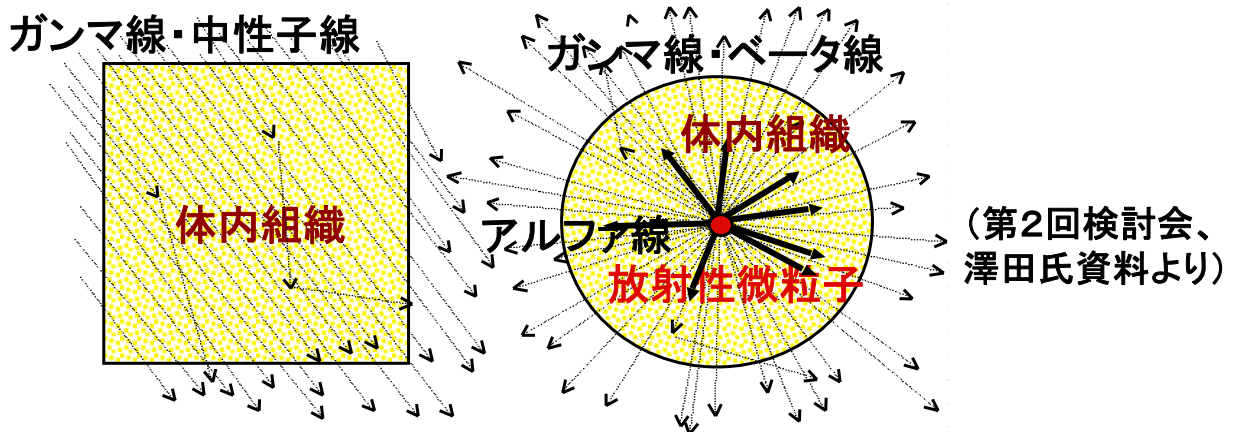 ガンマ線・中性子線
体内組織
ガンマ線・ベータ線
体内組織
アルファ線
放射性微粒子
（第２回検討会、
澤田氏資料より）